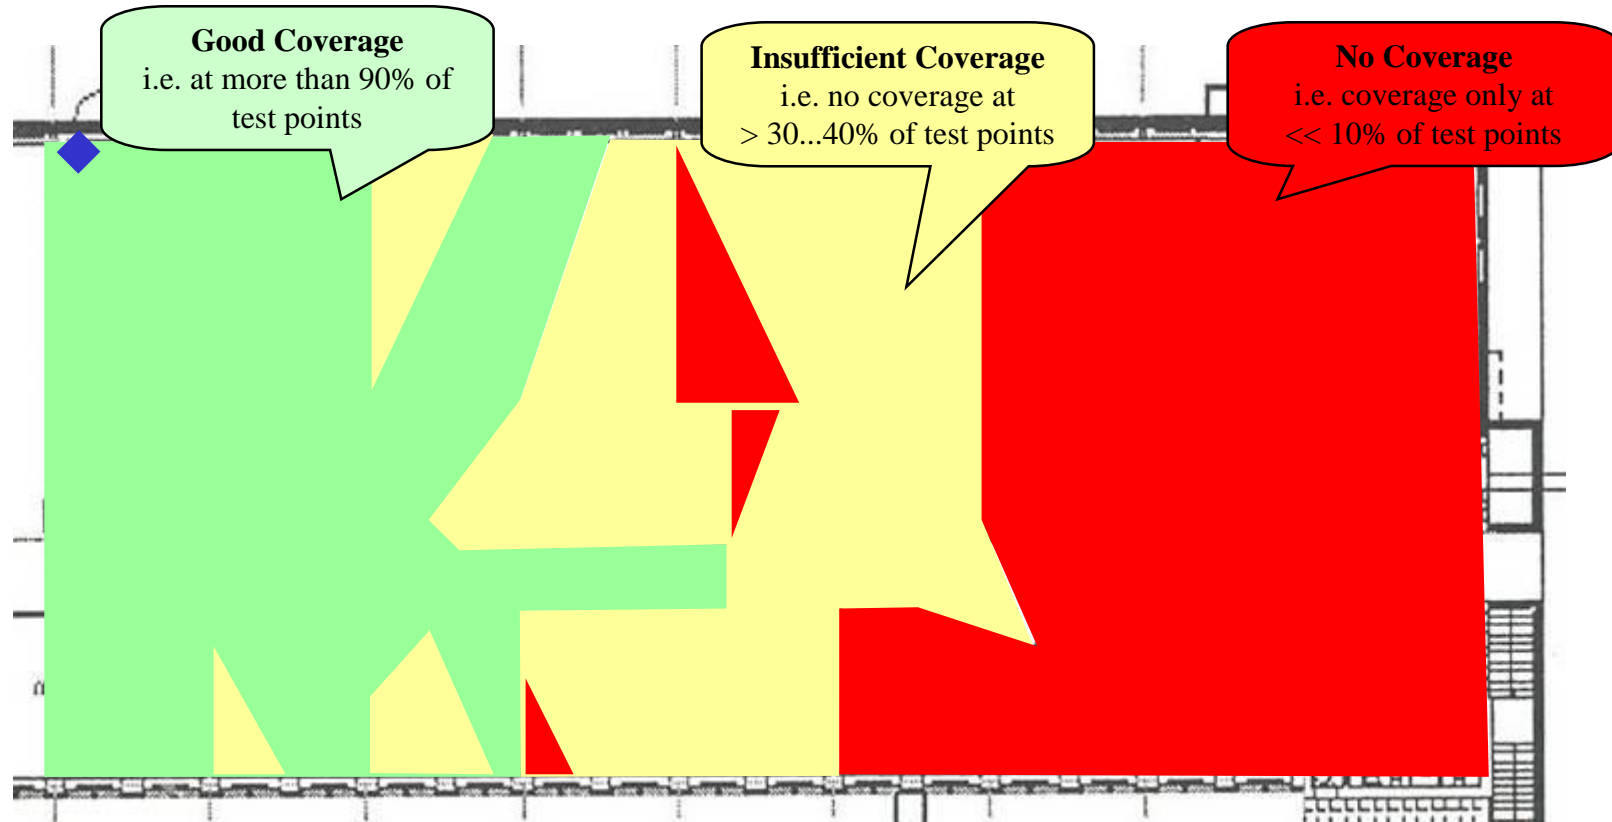 Good Coverage
i.e. at more than 90% of
test points
Insufficient Coverage
i.e. no coverage at
> 30...40% of test points
No Coverage
i.e. coverage only at
<< 10% of test points